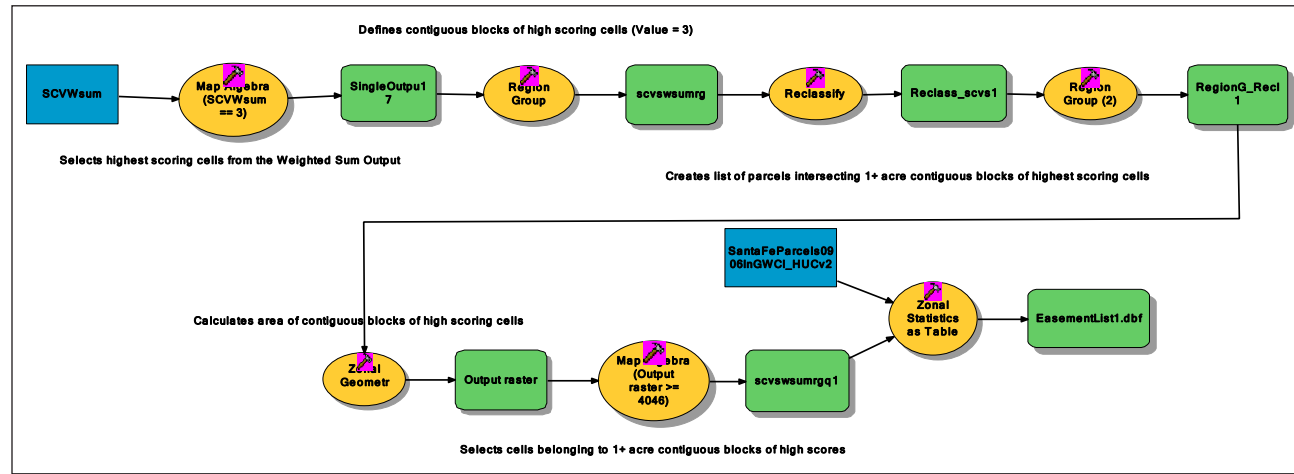 Defines contiguous blocks of high scoring cells (Value = 3)
SCVWsum
Map Algebra
(SCVWsum
== 3)
SingleOutpu1
7
Region
Group
scvswsumrg
Reclassify
Reclass_scvs1
Region
Group (2)
RegionG_Recl
1
Selects highest scoring cells from the Weighted Sum Output
Creates list of parcels intersecting 1+ acre contiguous blocks of highest scoring cells
SantaFeParcels09
06InGWCI_HUCv2
Calculates area of contiguous blocks of high scoring cells
Zonal
Geometr
Output raster
Map Algebra
(Output
raster >=
4046)
scvswsumrgq1
Zonal
Statistics
as Table
EasementList1.dbf
Selects cells belonging to 1+ acre contiguous blocks of high scores